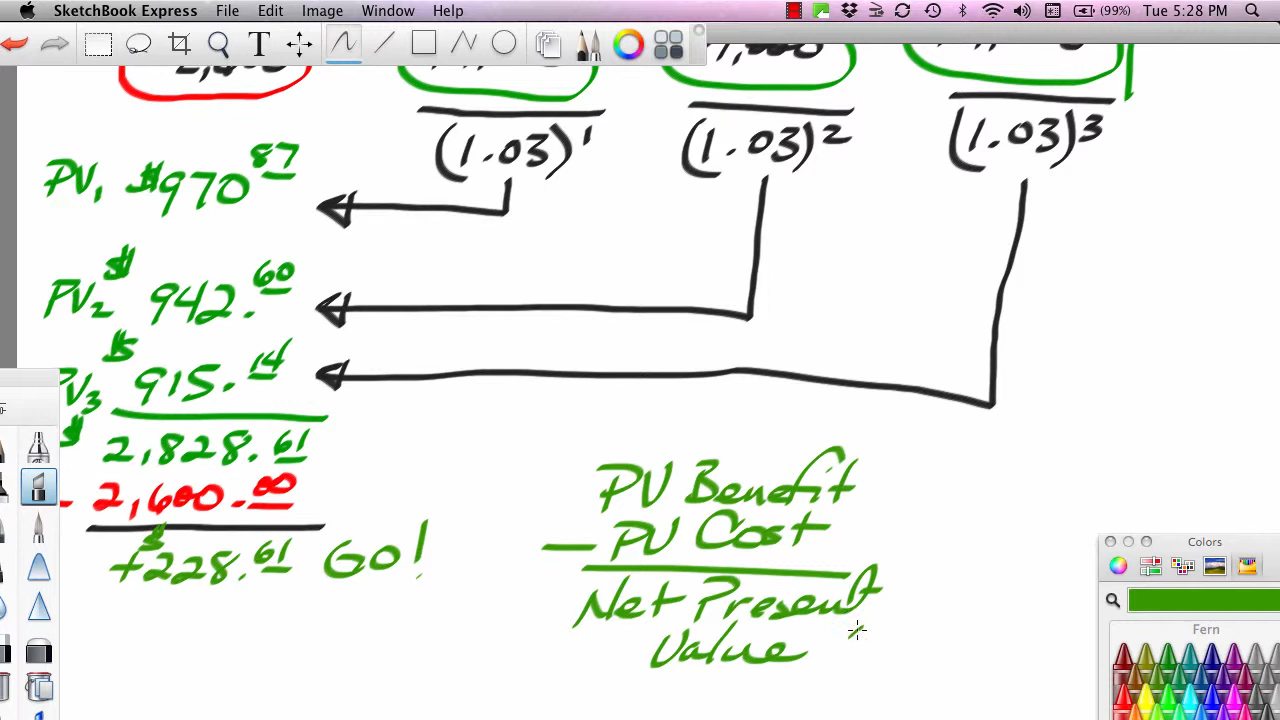 SketchBook Express File Edit Image Window Help (99%) Tue 5:28 PM
T
(1.03)1 (1.03)2 (1.03)3
PV1 $970 87
PV2 $942.60
PV3 $915.14
$2,828.61
- 2,600.00
+$228.61 GO!
PV Benefit
- PV Cost
Net Present
Value
Colors
Fern